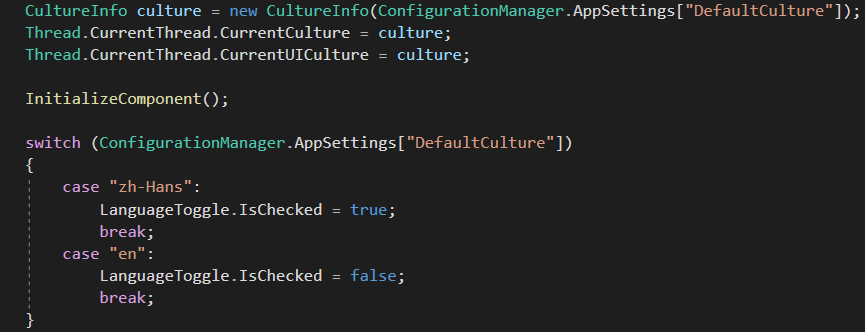 CultureInfo culture = new CultureInfo(ConfigurationManager.AppSettings["DefaultCulture"]);
Thread.CurrentThread.CurrentCulture = culture;
Thread.CurrentThread.CurrentUICulture = culture;
InitializeComponent();
switch (ConfigurationManager.AppSettings["DefaultCulture"])
{
case "zh-Hans":
LanguageToggle.IsChecked = true;
break;
case "en":
LanguageToggle.IsChecked = false;
break;
}